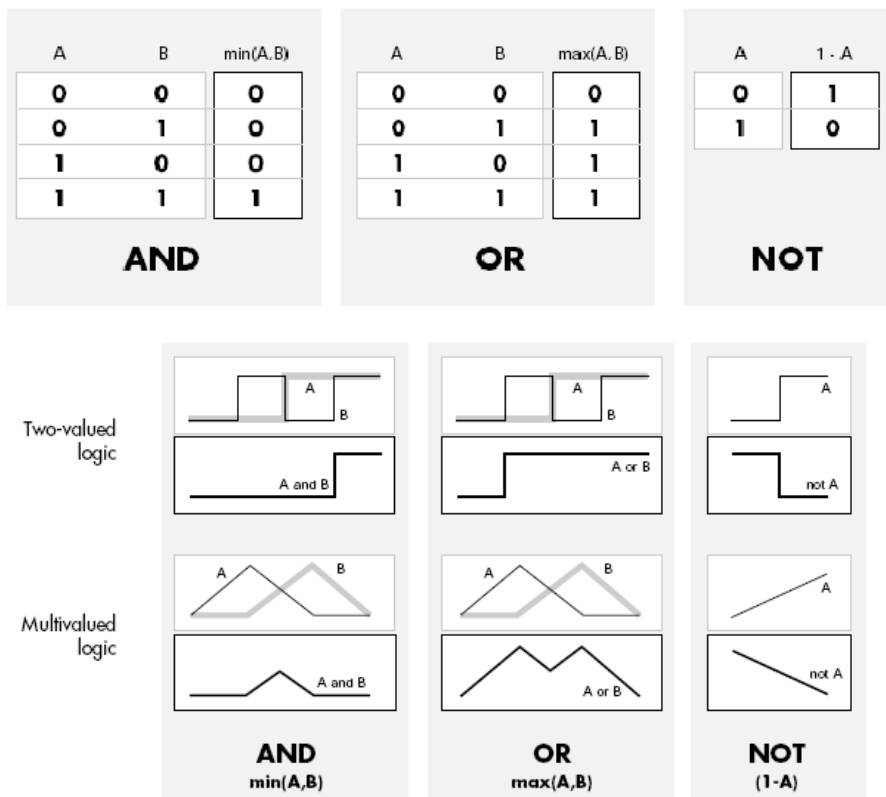 A B min(A,B) A B max(A,B) A 1 - A
0 0 0 0 0 0 0 1
0 1 0 0 1 1 1 0
1 0 0 1 0 1
1 1 1 1 1 1
AND OR NOT
Two-valued
logic
A
B
A and B
A
B
A or B
A
not A
Multivalued
logic
A B
A and B
A B
A or B
A
not A
AND
min(A,B)
OR
max(A,B)
NOT
(1-A)